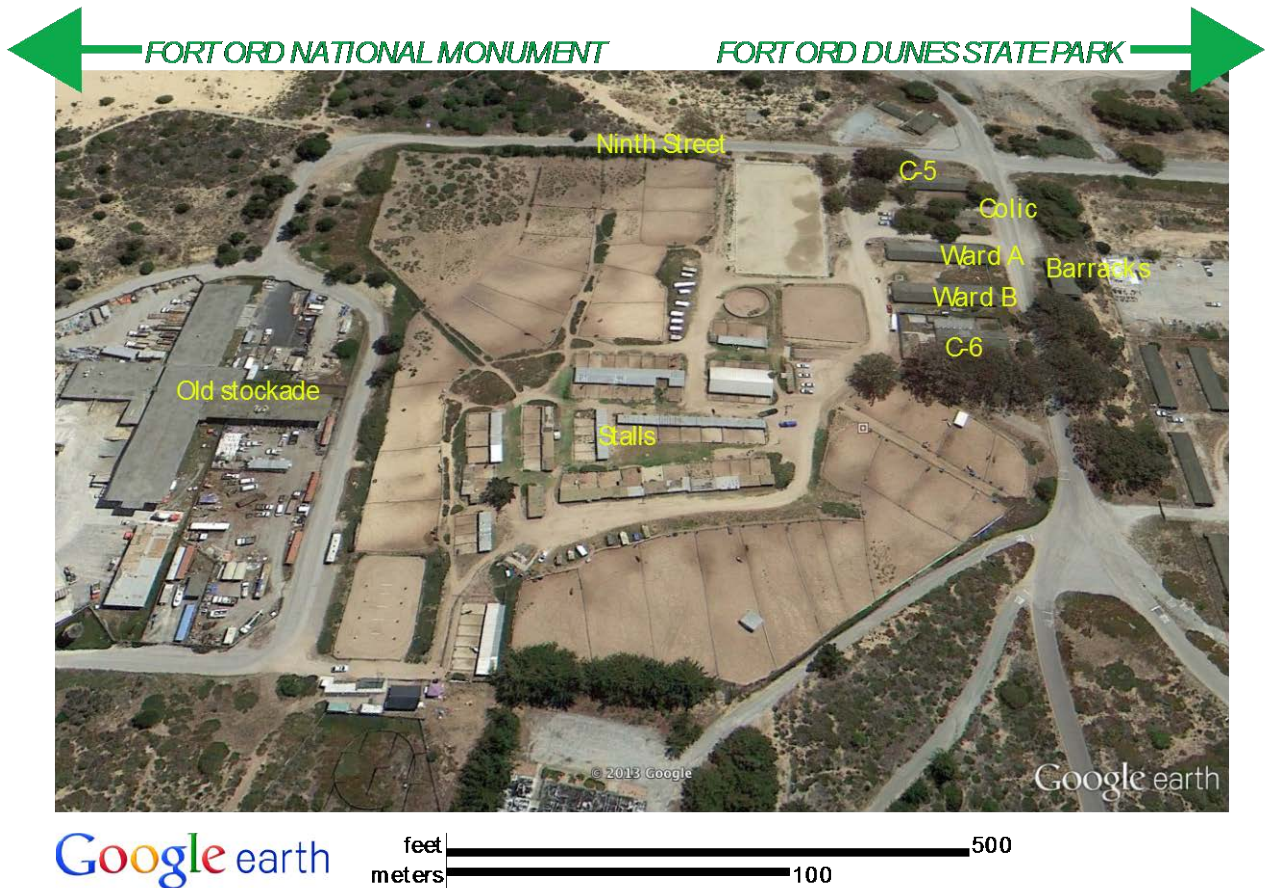 FORT ORD NATIONAL MONUMENT
FORT ORD DUNES STATE PARK
Ninth Street
C-5
Colic
Ward A
Barracks
Ward B
C-6
Old stockade
Stalls
© 2013 Google
Google earth
Google earth
feet 500
meters 100